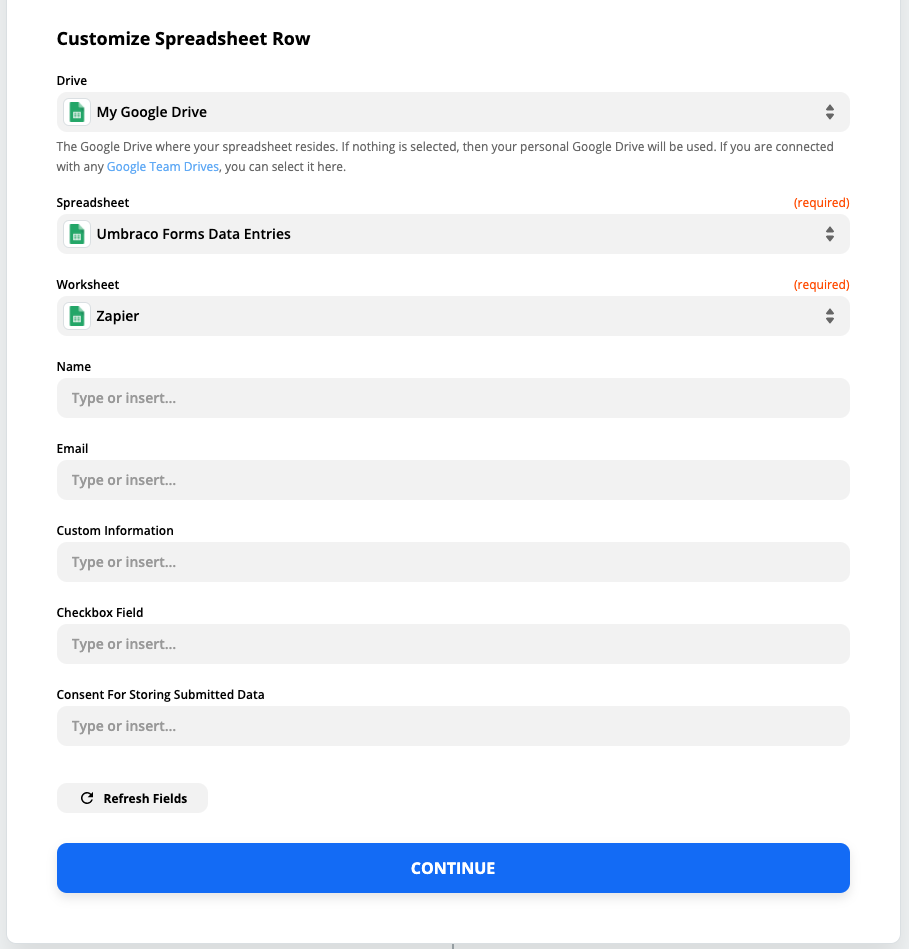 Customize Spreadsheet Row
Drive
My Google Drive
The Google Drive where your spreadsheet resides. If nothing is selected, then your personal Google Drive will be used. If you are connected
with any Google Team Drives, you can select it here.
Spreadsheet (required)
Umbraco Forms Data Entries
Worksheet (required)
Zapier
Name
Type or insert...
Email
Type or insert...
Custom Information
Type or insert...
Checkbox Field
Type or insert...
Consent For Storing Submitted Data
Type or insert...
Refresh Fields
CONTINUE